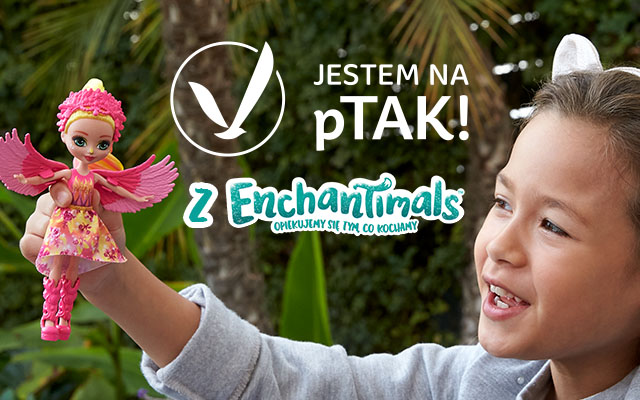 JESTEM NA
pTAK!
Z Enchantimals
OPIEKUJEMY SIĘ TYM, CO KOCHAMY